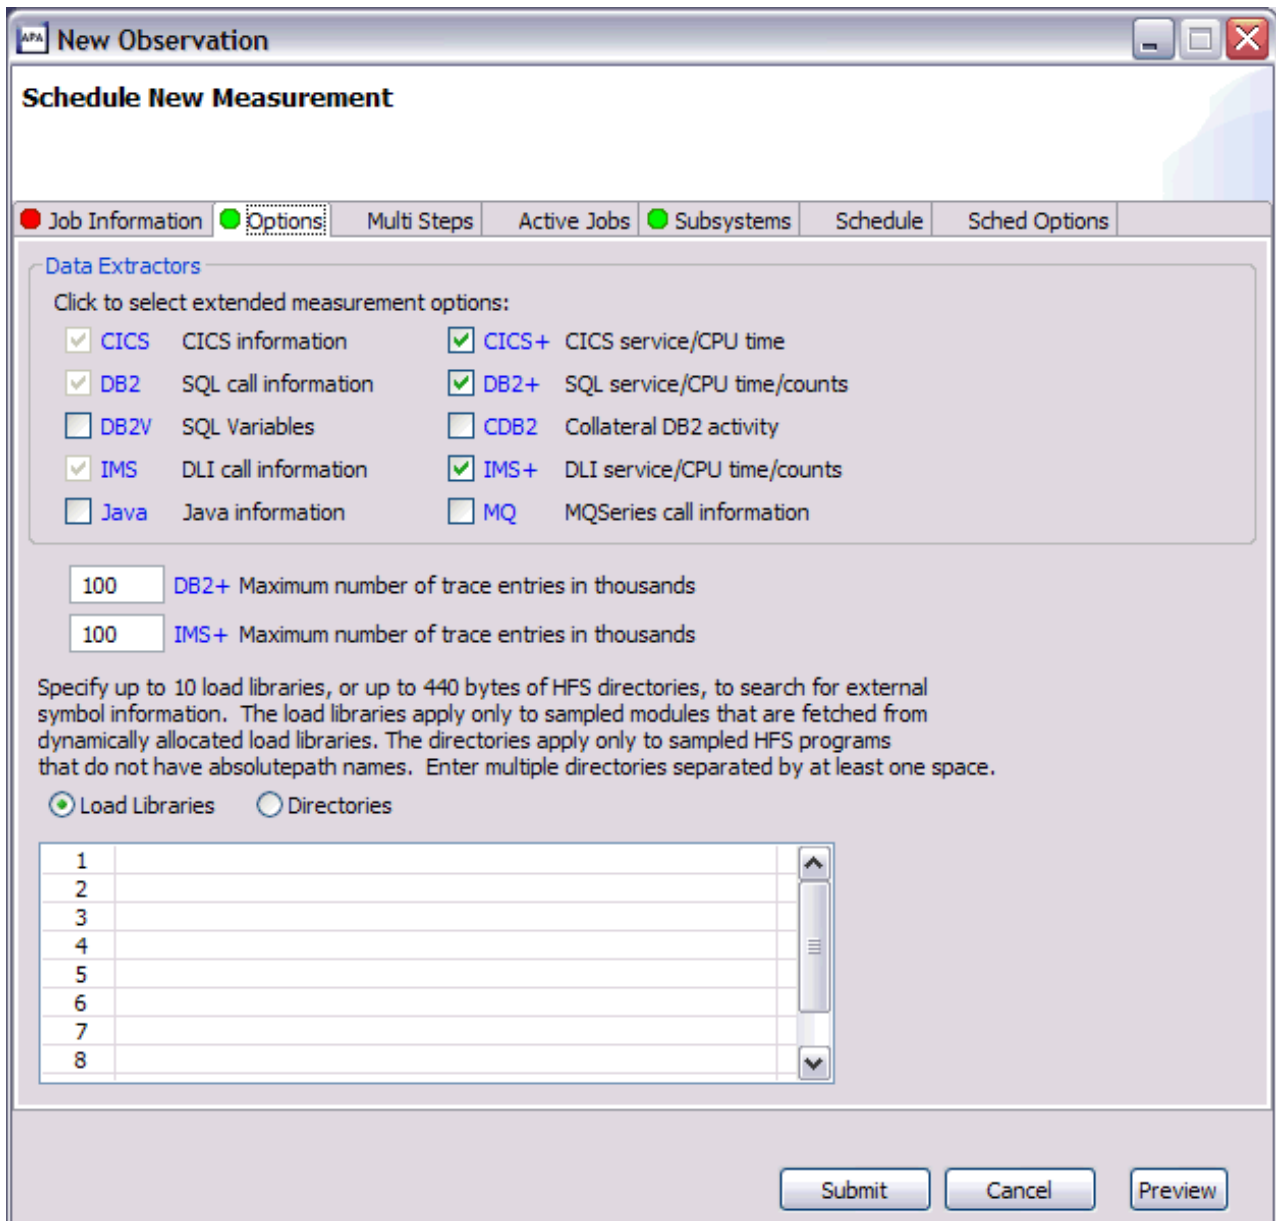 APA New Observation
Schedule New Measurement
Job Information Options Multi Steps Active Jobs Subsystems Schedule Sched Options
Data Extractors
Click to select extended measurement options:
CICS CICS information CICS+ CICS service/CPU time
DB2 SQL call information DB2+ SQL service/CPU time/counts
DB2V SQL Variables CDB2 Collateral DB2 activity
IMS DLI call information IMS+ DLI service/CPU time/counts
Java Java information MQ MQSeries call information
100 DB2+ Maximum number of trace entries in thousands
100 IMS+ Maximum number of trace entries in thousands
Specify up to 10 load libraries, or up to 440 bytes of HFS directories, to search for external
symbol information. The load libraries apply only to sampled modules that are fetched from
dynamically allocated load libraries. The directories apply only to sampled HFS programs
that do not have absolutepath names. Enter multiple directories separated by at least one space.
Load Libraries Directories
1
2
3
4
5
6
7
8
Submit Cancel Preview